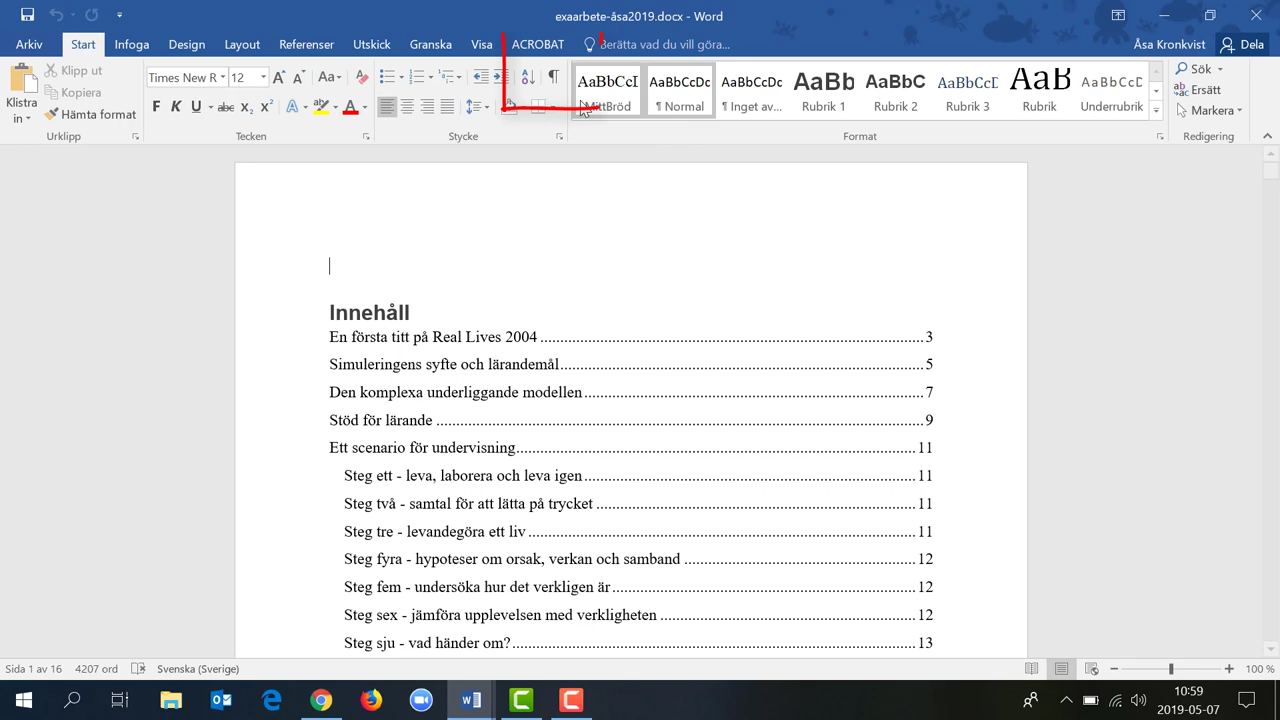 exaarbete-åsa2019.docx - Word
Arkiv Start Infoga Design Layout Referenser Utskick Granska Visa ACROBAT Berätta vad du vill göra... Åsa Kronkvist Dela
Klistra in
Klipp ut
Kopiera
Hämta format
Urklipp
Times New R 12 Aa
F K U abc x₂ x² A A
Tecken
Stycke
AaBbCcI AaBbCcDc AaBbCcDc AaBb AaBbC AaBbCcD AaB AaBbCcD
MittBröd ¶ Normal ¶ Inget av... Rubrik 1 Rubrik 2 Rubrik 3 Rubrik Underrubrik
Format
Sök
Ersätt
Markera
Redigering
Innehåll
En första titt på Real Lives 2004 3
Simuleringens syfte och lärandemål 5
Den komplexa underliggande modellen 7
Stöd för lärande 9
Ett scenario för undervisning 11
Steg ett - leva, laborera och leva igen 11
Steg två - samtal för att lätta på trycket 11
Steg tre - levandegöra ett liv 11
Steg fyra - hypoteser om orsak, verkan och samband 12
Steg fem - undersöka hur det verkligen är 12
Steg sex - jämföra upplevelsen med verkligheten 12
Steg sju - vad händer om? 13
Sida 1 av 16 4207 ord Svenska (Sverige) 100 %
10:59
2019-05-07